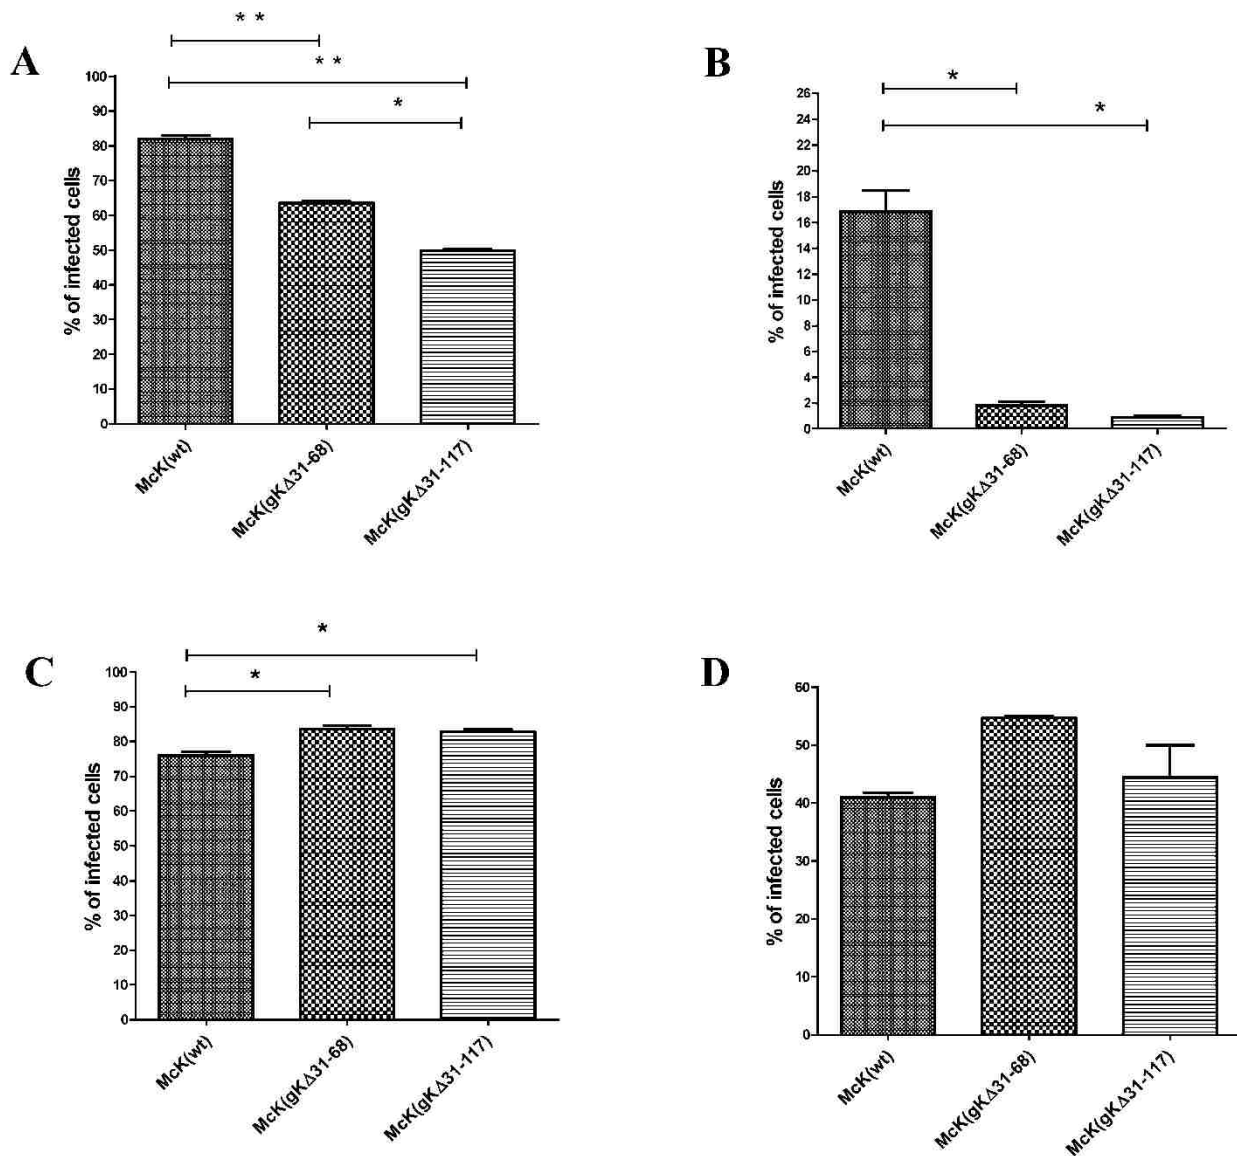 A
* *
* *
*
% of infected cells
100
90
80
70
60
50
40
30
20
10
0
McK(wt)
McK(gKΔ31-68)
McK(gKΔ31-117)
B
*
*
% of infected cells
26
24
22
20
18
16
14
12
10
8
6
4
2
0
McK(wt)
McK(gKΔ31-68)
McK(gKΔ31-117)
C
*
*
% of infected cells
100
90
80
70
60
50
40
30
20
10
0
McK(wt)
McK(gKΔ31-68)
McK(gKΔ31-117)
D
% of infected cells
60
50
40
30
20
10
0
McK(wt)
McK(gKΔ31-68)
McK(gKΔ31-117)